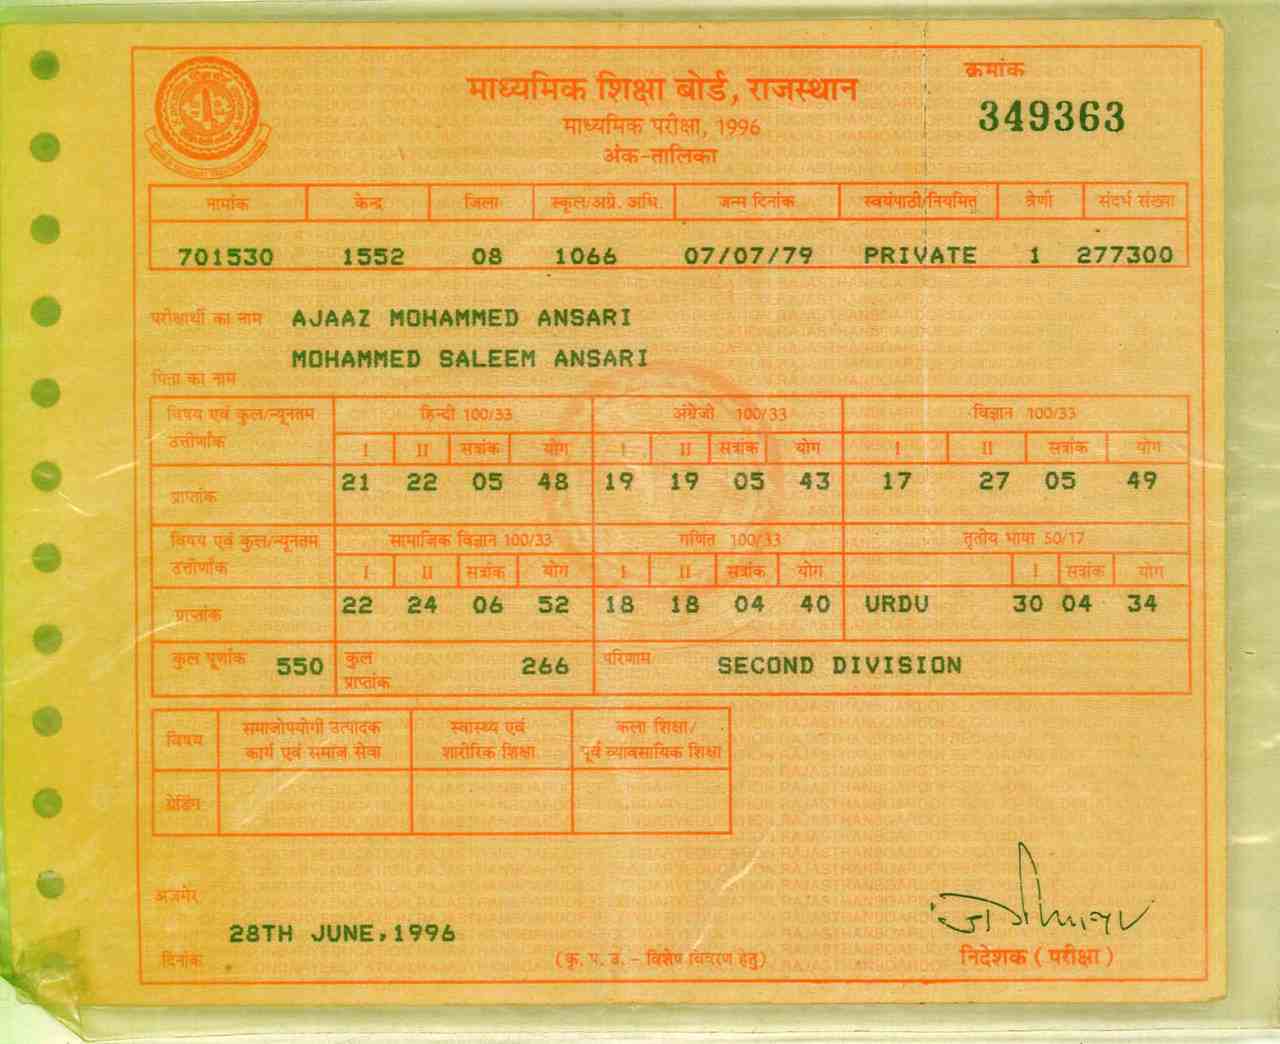 माध्यमिक शिक्षा बोर्ड, राजस्थान
माध्यमिक परीक्षा, 1996
अंक-तालिका
क्रमांक
349363
नामांक केन्द्र जिला स्कूल/अग्रे. अधि. जन्म दिनांक स्वयंपाठी/नियमित श्रेणी संदर्भ संख्या
701530 1552 08 1066 07/07/79 PRIVATE 1 277300
परीक्षार्थी का नाम AJAAZ MOHAMMED ANSARI
MOHAMMED SALEEM ANSARI
पिता का नाम
विषय एवं कुल/न्यूनतम हिन्दी 100/33 अंग्रेजी 100/33 विज्ञान 100/33
उत्तीर्णांक I II सत्रांक योग I II सत्रांक योग I II सत्रांक योग
प्राप्तांक 21 22 05 48 19 19 05 43 17 27 05 49
विषय एवं कुल/न्यूनतम सामाजिक विज्ञान 100/33 गणित 100/33 तृतीय भाषा 50/17
उत्तीर्णांक I II सत्रांक योग I II सत्रांक योग I सत्रांक योग
प्राप्तांक 22 24 06 52 18 18 04 40 URDU 30 04 34
कुल पूर्णांक 550 कुल प्राप्तांक 266 परिणाम SECOND DIVISION
विषय समाजोपयोगी उत्पादक स्वास्थ्य एवं कला शिक्षा/
कार्य एवं समाज सेवा शारीरिक शिक्षा पूर्व व्यावसायिक शिक्षा
ग्रेडिंग
अजमेर
28TH JUNE,1996
दिनांक
(कृ. प. उ. - विशेष विवरण हेतु)
निदेशक ( परीक्षा )